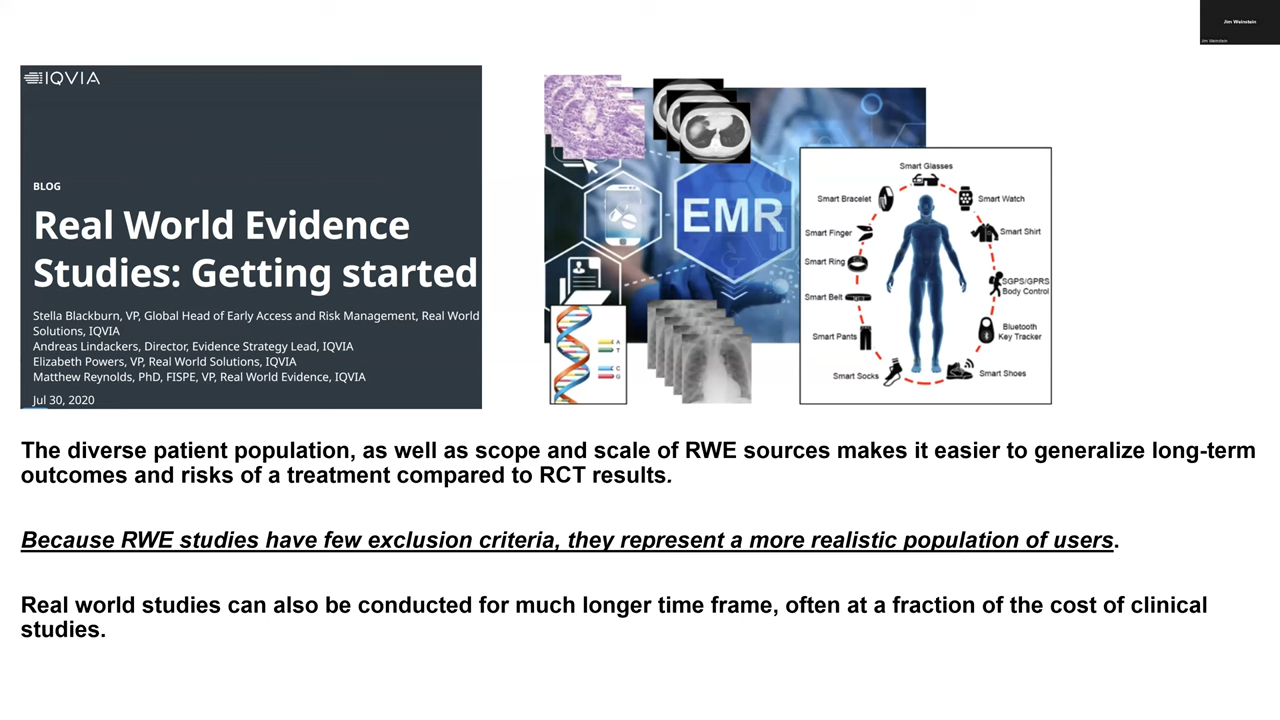 Jim Weinstein
Jim Weinstein
IQVIA
BLOG
Real World Evidence
Studies: Getting started
Stella Blackburn, VP, Global Head of Early Access and Risk Management, Real World
Solutions, IQVIA
Andreas Lindackers, Director, Evidence Strategy Lead, IQVIA
Elizabeth Powers, VP, Real World Solutions, IQVIA
Matthew Reynolds, PhD, FISPE, VP, Real World Evidence, IQVIA
Jul 30, 2020
EMR
A
T
C
G
Smart Glasses
Smart Bracelet
Smart Watch
Smart Finger
Smart Shirt
Smart Ring
SGPS/GPRS
Body Control
Smart Belt
Smart Pants
Bluetooth
Key Tracker
Smart Socks
Smart Shoes
The diverse patient population, as well as scope and scale of RWE sources makes it easier to generalize long-term
outcomes and risks of a treatment compared to RCT results.
Because RWE studies have few exclusion criteria, they represent a more realistic population of users.
Real world studies can also be conducted for much longer time frame, often at a fraction of the cost of clinical
studies.